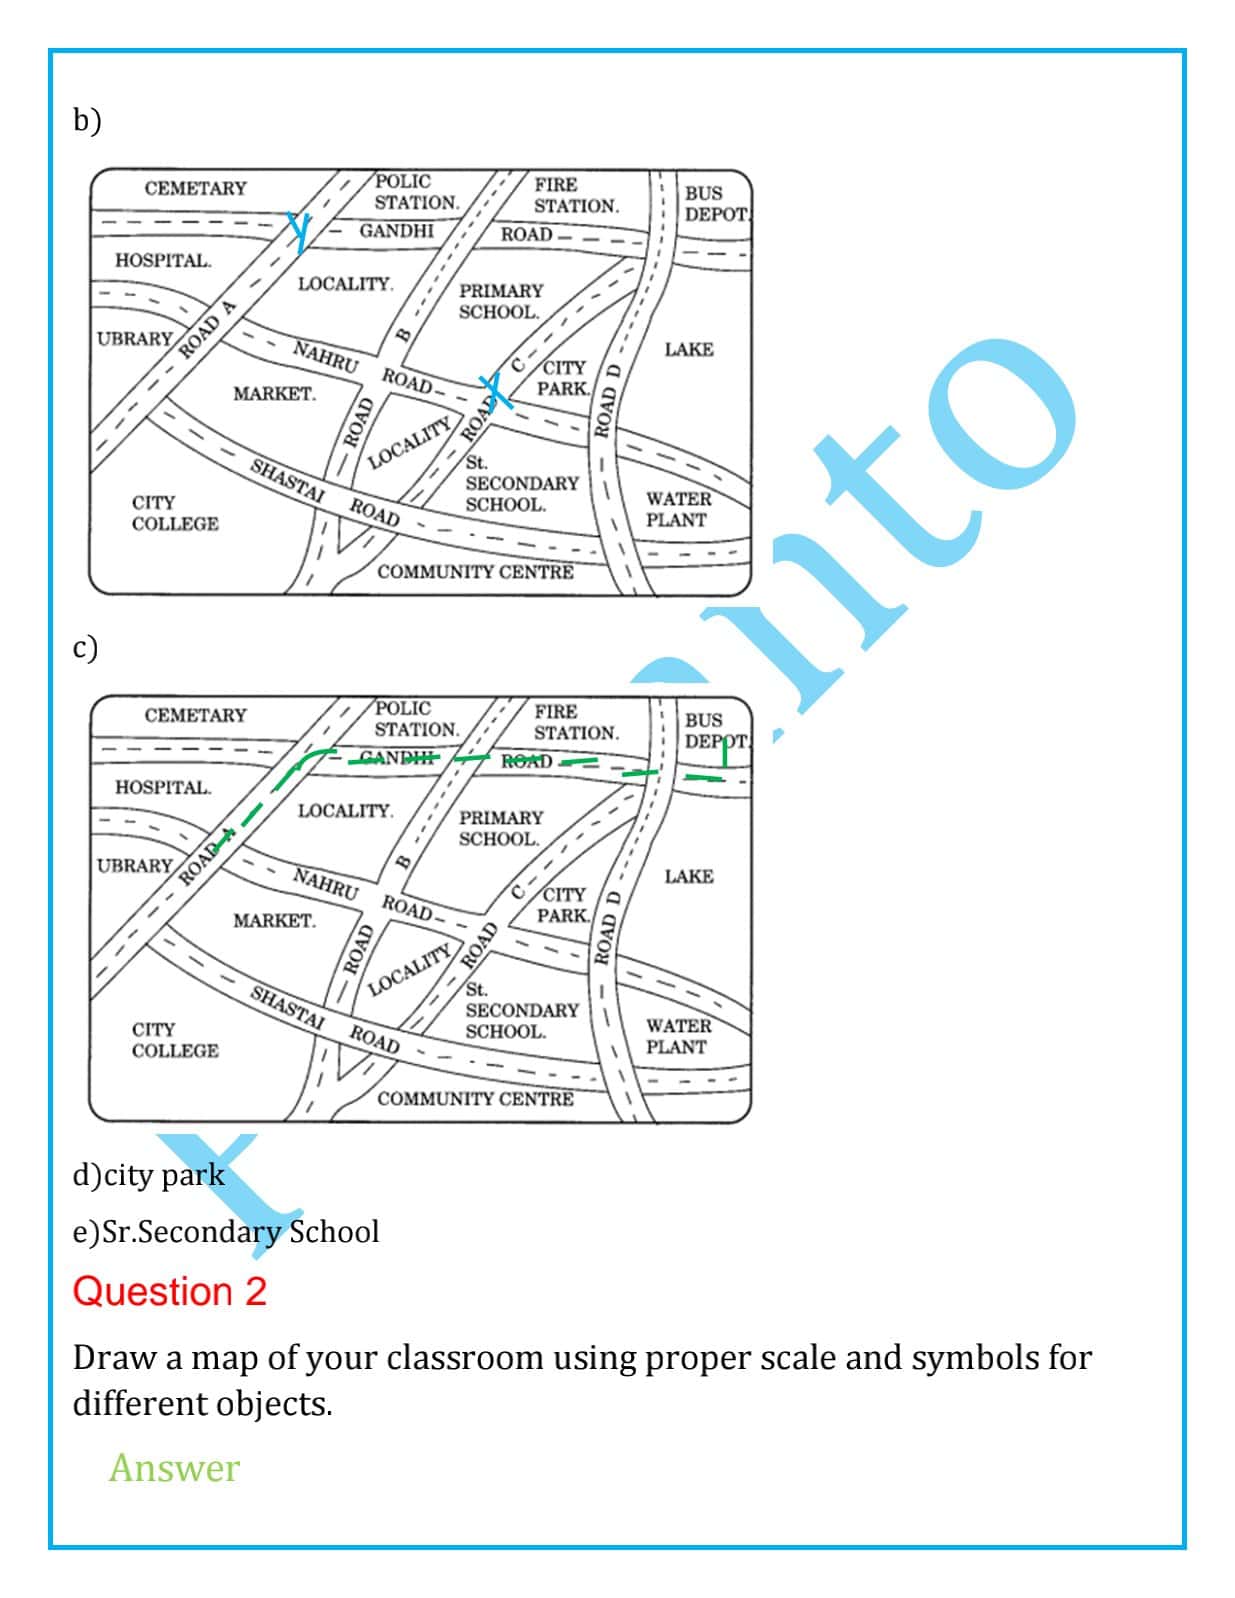 b)
CEMETARY
POLIC
STATION.
FIRE
STATION.
BUS
DEPOT.
y
GANDHI
ROAD
HOSPITAL.
LOCALITY.
PRIMARY
SCHOOL.
UBRARY
ROAD A
B
NAHRU
ROAD
C
CITY
PARK.
LAKE
MARKET.
X
ROAD D
ROAD
LOCALITY
ROAD
St.
SECONDARY
SCHOOL.
SHASTAI
ROAD
CITY
COLLEGE
WATER
PLANT
COMMUNITY CENTRE
c)
CEMETARY
POLIC
STATION.
FIRE
STATION.
BUS
DEPOT.
GANDHI
ROAD
HOSPITAL.
LOCALITY.
PRIMARY
SCHOOL.
UBRARY
ROAD A
B
NAHRU
ROAD
C
CITY
PARK.
LAKE
MARKET.
ROAD D
ROAD
LOCALITY
ROAD
St.
SECONDARY
SCHOOL.
SHASTAI
ROAD
CITY
COLLEGE
WATER
PLANT
COMMUNITY CENTRE
d)city park
e)Sr.Secondary School
Question 2
Draw a map of your classroom using proper scale and symbols for
different objects.
Answer